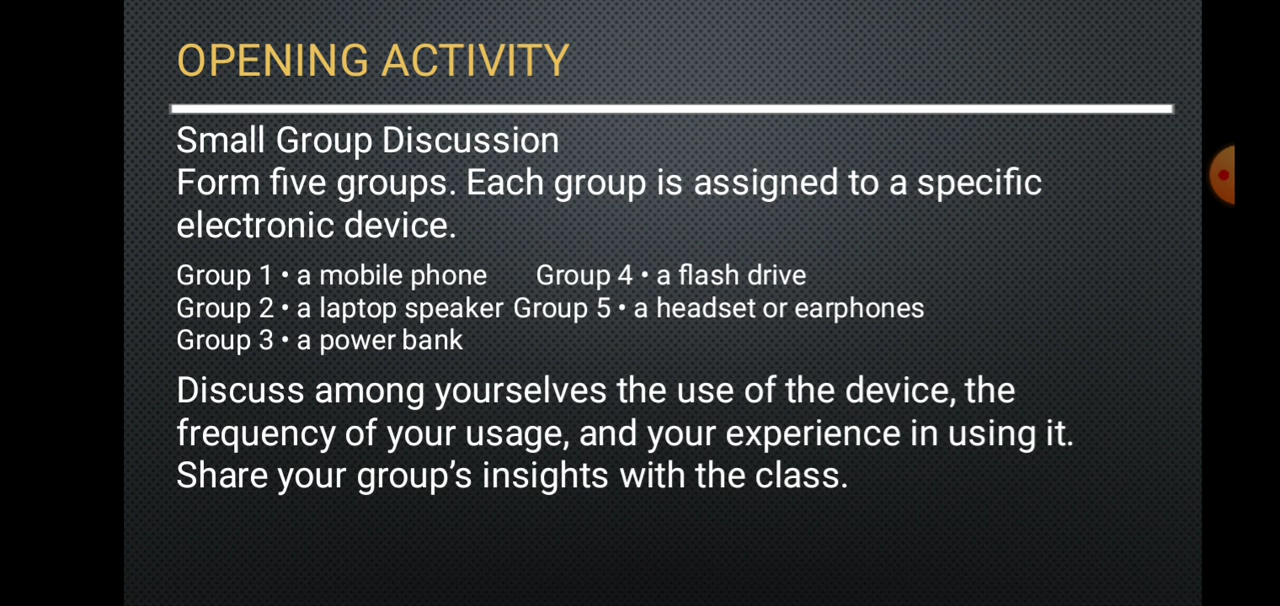 OPENING ACTIVITY
Small Group Discussion
Form five groups. Each group is assigned to a specific
electronic device.
Group 1 • a mobile phone Group 4 • a flash drive
Group 2 • a laptop speaker Group 5 • a headset or earphones
Group 3 • a power bank
Discuss among yourselves the use of the device, the
frequency of your usage, and your experience in using it.
Share your group’s insights with the class.